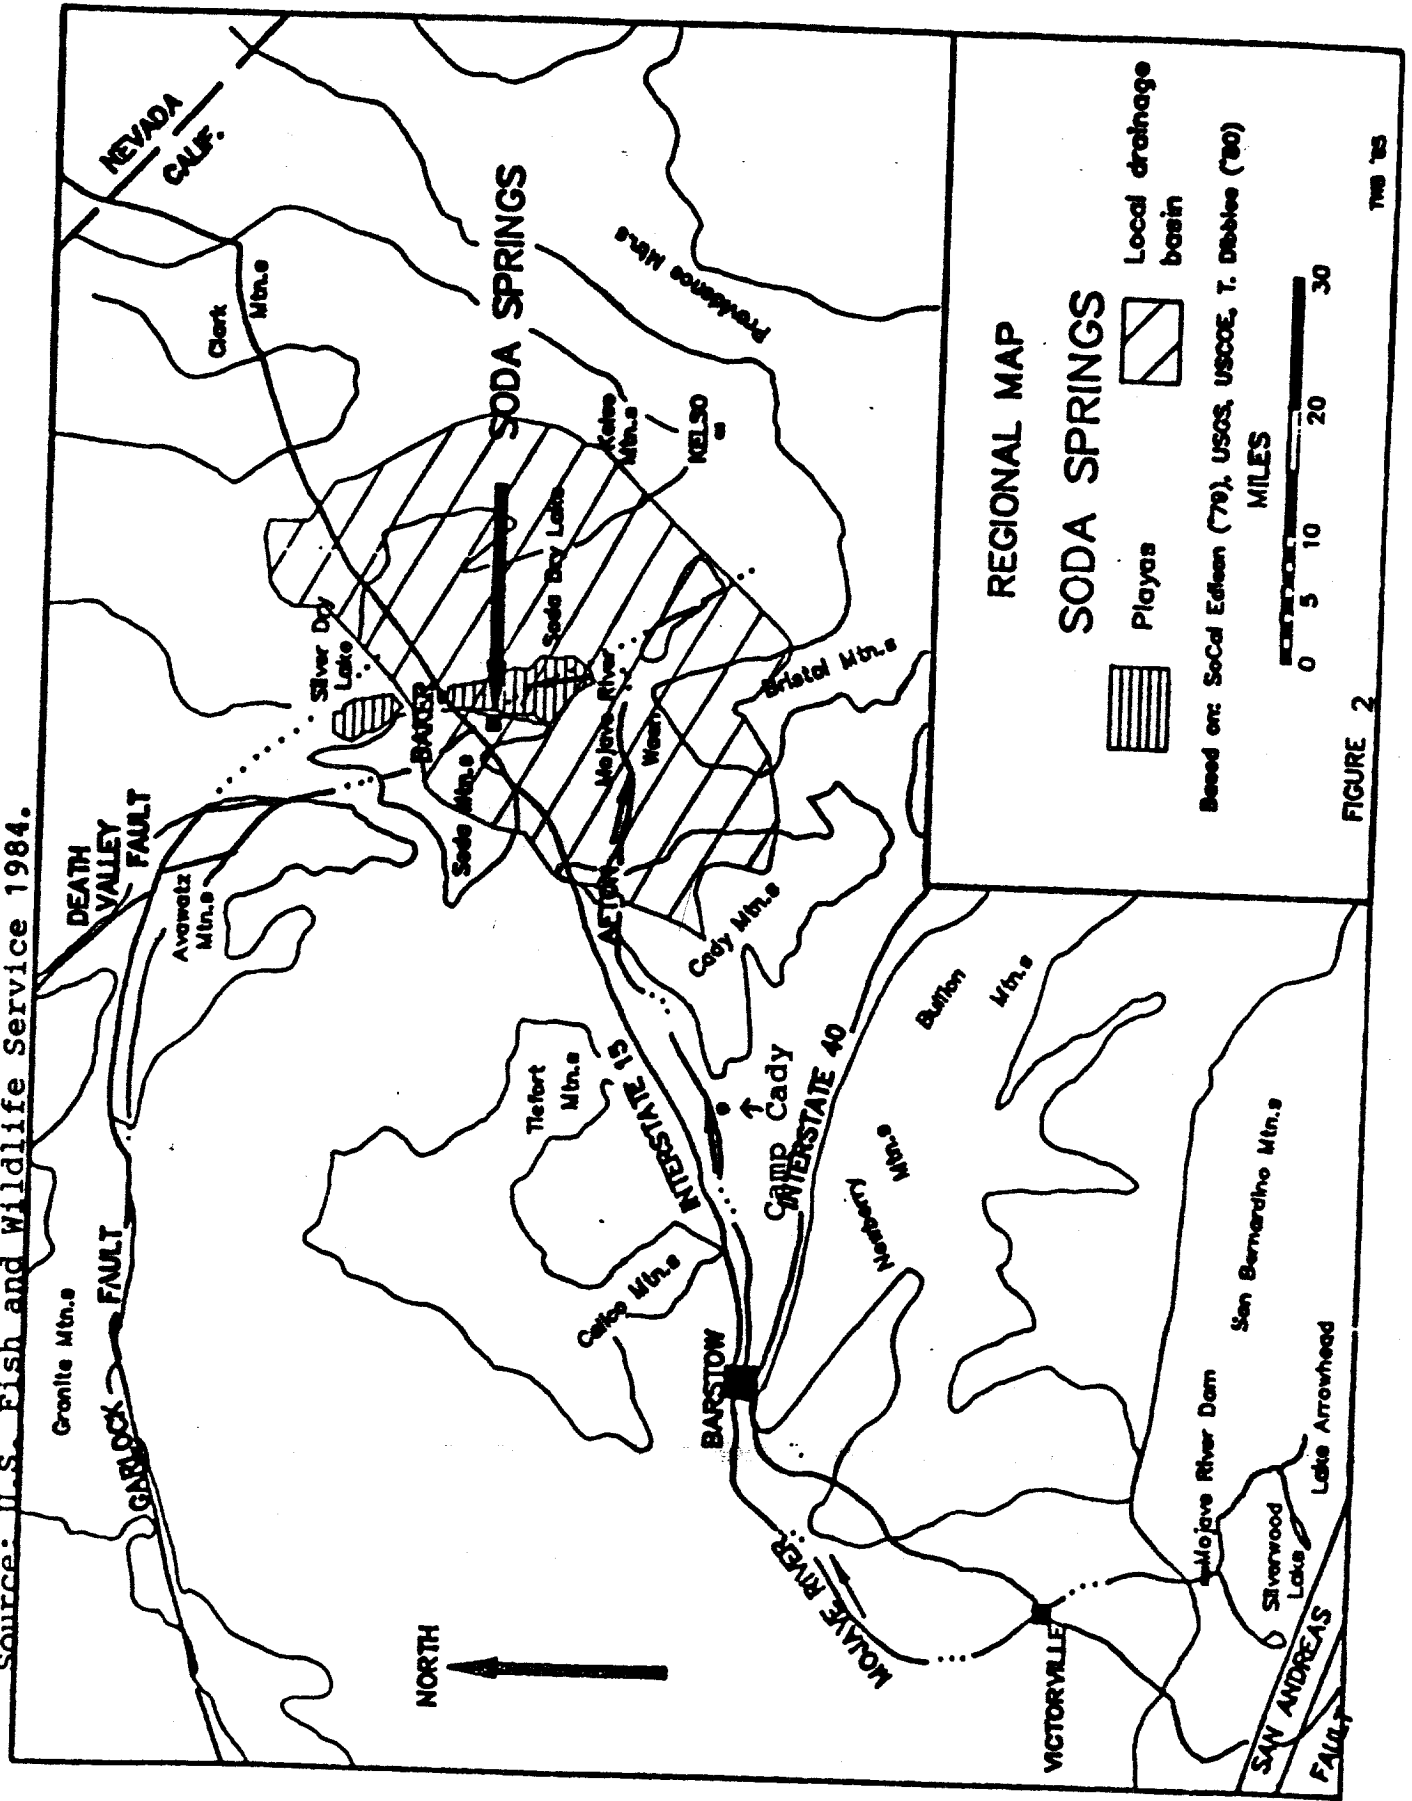 Source: U.S. Fish and Wildlife Service 1984.
NEVADA
CALIF.
Clark
Mtn.s
SODA SPRINGS
Providence Mtn.s
Kelso
Mtn.s
KELSO
Silver Dry
Lake
Soda Dry Lake
BAKER
Mojave River
Wash
Bristol Mtn.s
Soda Mtn.s
DEATH
VALLEY
FAULT
Avawatz
Mtn.s
AFTON
Cady Mtn.s
Tiefort
Mtn.s
INTERSTATE 15
Camp Cady
INTERSTATE 40
Bullion
Mtn.s
Newberry
Mtn.s
Granite Mtn.s
GARLOCK FAULT
Calico Mtn.s
BARSTOW
San Bernardino Mtn.s
MOJAVE RIVER
Mojave River Dam
Lake Arrowhead
Silverwood
Lake
VICTORVILLE
SAN ANDREAS
FAULT
NORTH
REGIONAL MAP
SODA SPRINGS
Playas
Local drainage
basin
Based on: SoCal Edison ('79), USGS, USCOE, T. Dibblee ('80)
MILES
0 5 10 20 30
FIGURE 2
TWB '85